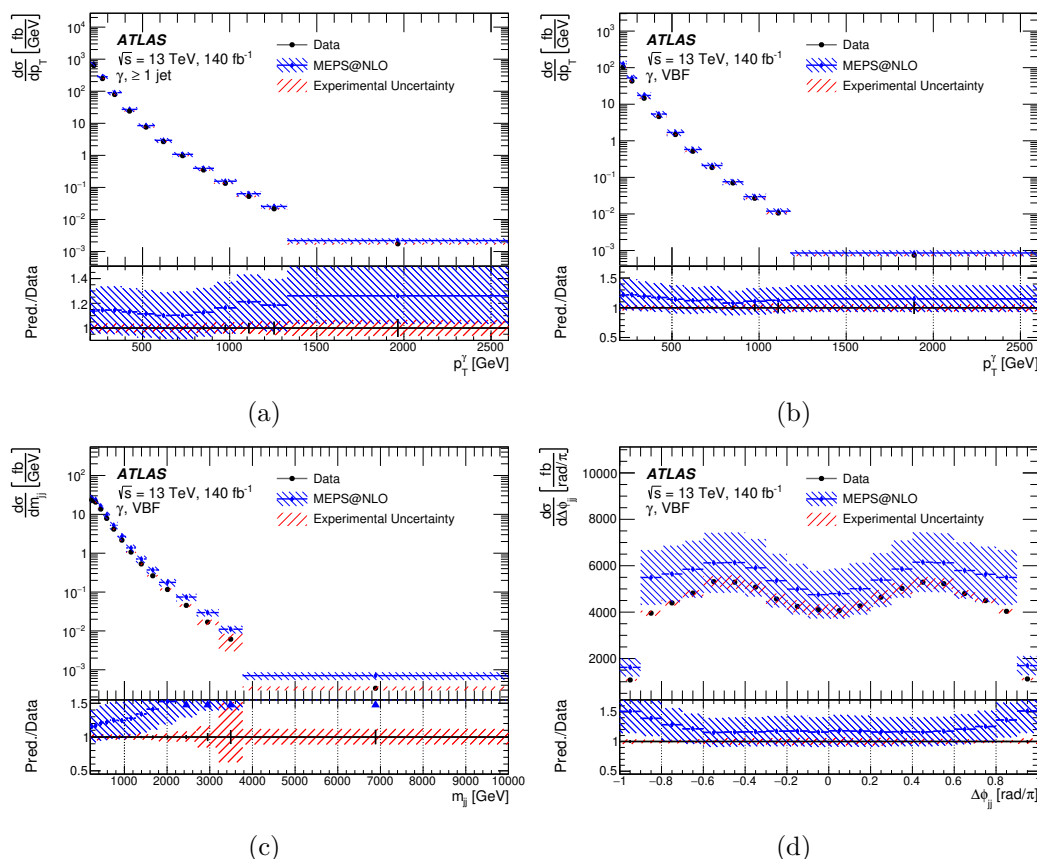 dσ/dp_T [fb/GeV]
10⁴
10³
10²
10
1
10⁻¹
10⁻²
10⁻³
ATLAS
√s = 13 TeV, 140 fb⁻¹
γ, ≥ 1 jet
Data
MEPS@NLO
Experimental Uncertainty
Pred./Data
1.4
1.2
1
500 1000 1500 2000 2500
p_T^γ [GeV]
(a)
dσ/dp_T [fb/GeV]
10³
10²
10
1
10⁻¹
10⁻²
10⁻³
ATLAS
√s = 13 TeV, 140 fb⁻¹
γ, VBF
Data
MEPS@NLO
Experimental Uncertainty
Pred./Data
1.5
1
0.5
500 1000 1500 2000 2500
p_T^γ [GeV]
(b)
dσ/dm_jj [fb/GeV]
10²
10
1
10⁻¹
10⁻²
10⁻³
ATLAS
√s = 13 TeV, 140 fb⁻¹
γ, VBF
Data
MEPS@NLO
Experimental Uncertainty
Pred./Data
1.5
1
0.5
1000 2000 3000 4000 5000 6000 7000 8000 9000 10000
m_jj [GeV]
(c)
dσ/dΔϕ_jj [fb/rad/π]
10000
8000
6000
4000
2000
ATLAS
√s = 13 TeV, 140 fb⁻¹
γ, VBF
Data
MEPS@NLO
Experimental Uncertainty
Pred./Data
1.5
1
0.5
−1 −0.8 −0.6 −0.4 −0.2 0 0.2 0.4 0.6 0.8 1
Δϕ_jj [rad/π]
(d)